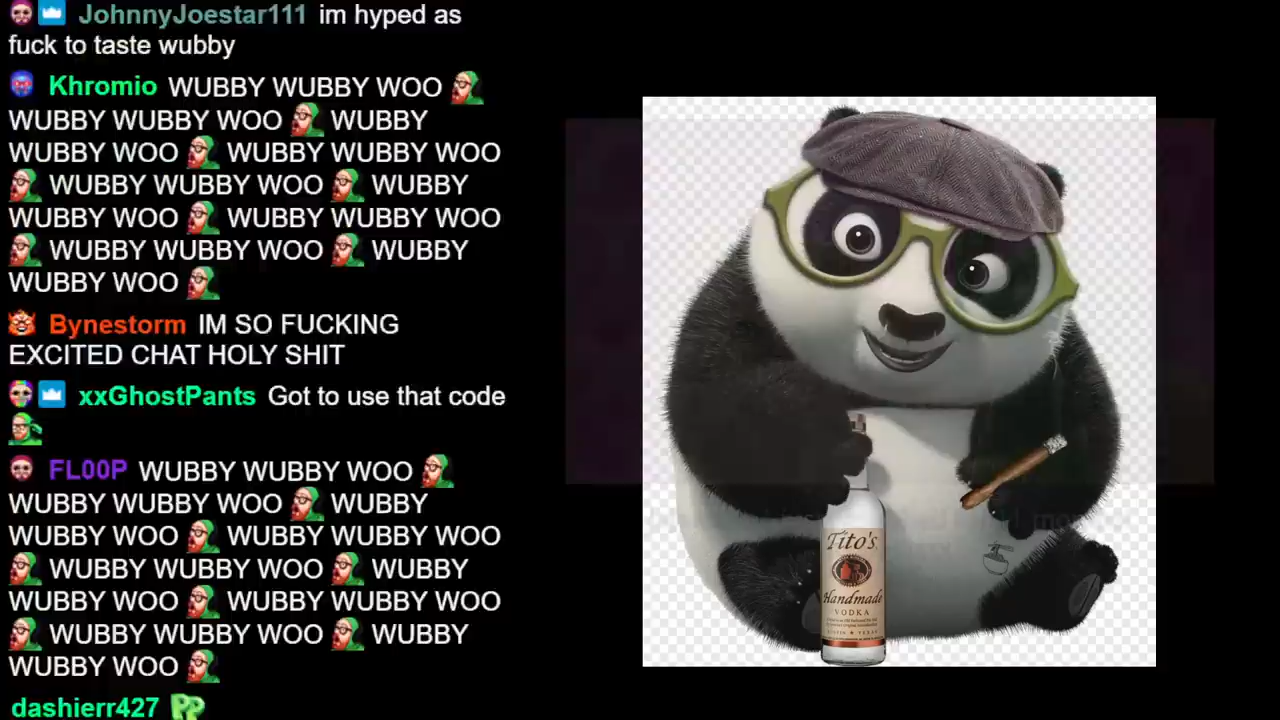 JohnnyJoestar111 im hyped as
fuck to taste wubby
Khromio WUBBY WUBBY WOO
WUBBY WUBBY WOO WUBBY
WUBBY WOO WUBBY WUBBY WOO
WUBBY WUBBY WOO WUBBY
WUBBY WOO WUBBY WUBBY WOO
WUBBY WUBBY WOO WUBBY
WUBBY WOO
Bynestorm IM SO FUCKING
EXCITED CHAT HOLY SHIT
xxGhostPants Got to use that code
FL00P WUBBY WUBBY WOO
WUBBY WUBBY WOO WUBBY
WUBBY WOO WUBBY WUBBY WOO
WUBBY WUBBY WOO WUBBY
WUBBY WOO WUBBY WUBBY WOO
WUBBY WUBBY WOO WUBBY
WUBBY WOO
dashierr427 PP
Tito's
Handmade
VODKA
AUSTIN ★ TEXAS